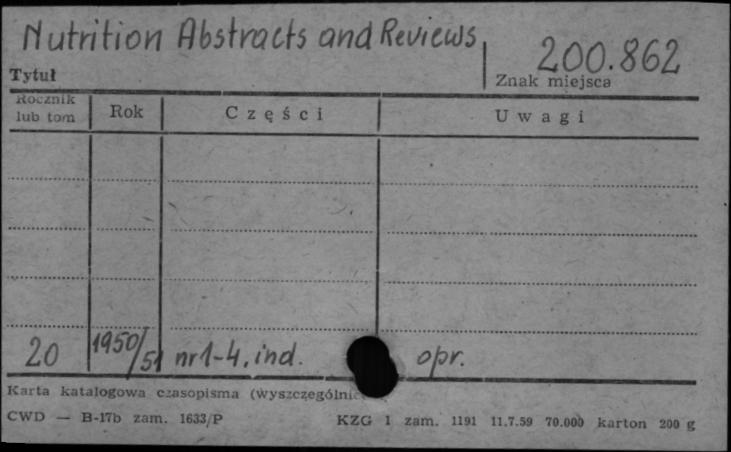 Nutrition Abstracts and Reviews
200.862
Tytuł
Znak miejsca
Rocznik lub tom Rok Części Uwagi
20 1950/51 nr 1-4, ind. opr.
Karta katalogowa czasopisma
CWD — B-17b zam. 1633/P KZG 1 zam. 1191 11.7.59 70.000 karton 200 g